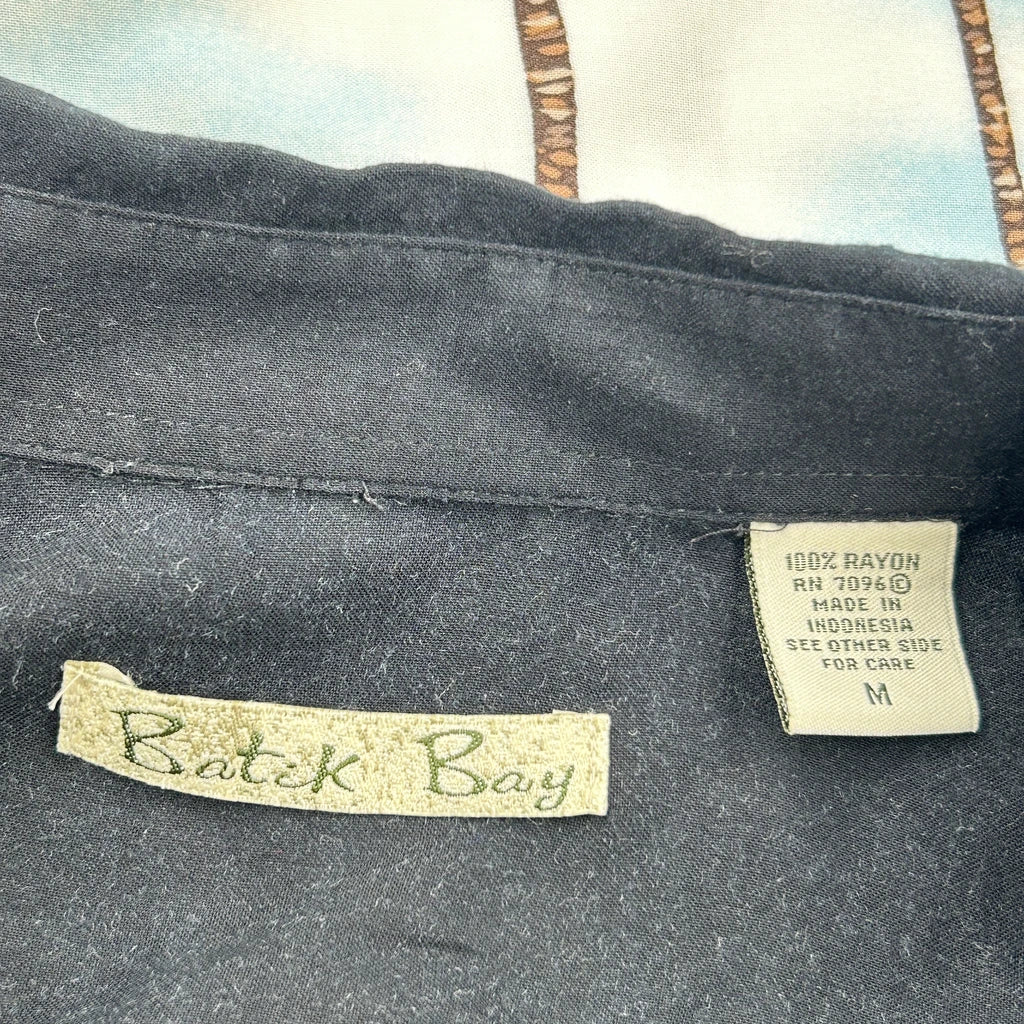 Batik Bay
100% RAYON
RN 7096©
MADE IN
INDONESIA
SEE OTHER SIDE
FOR CARE
M